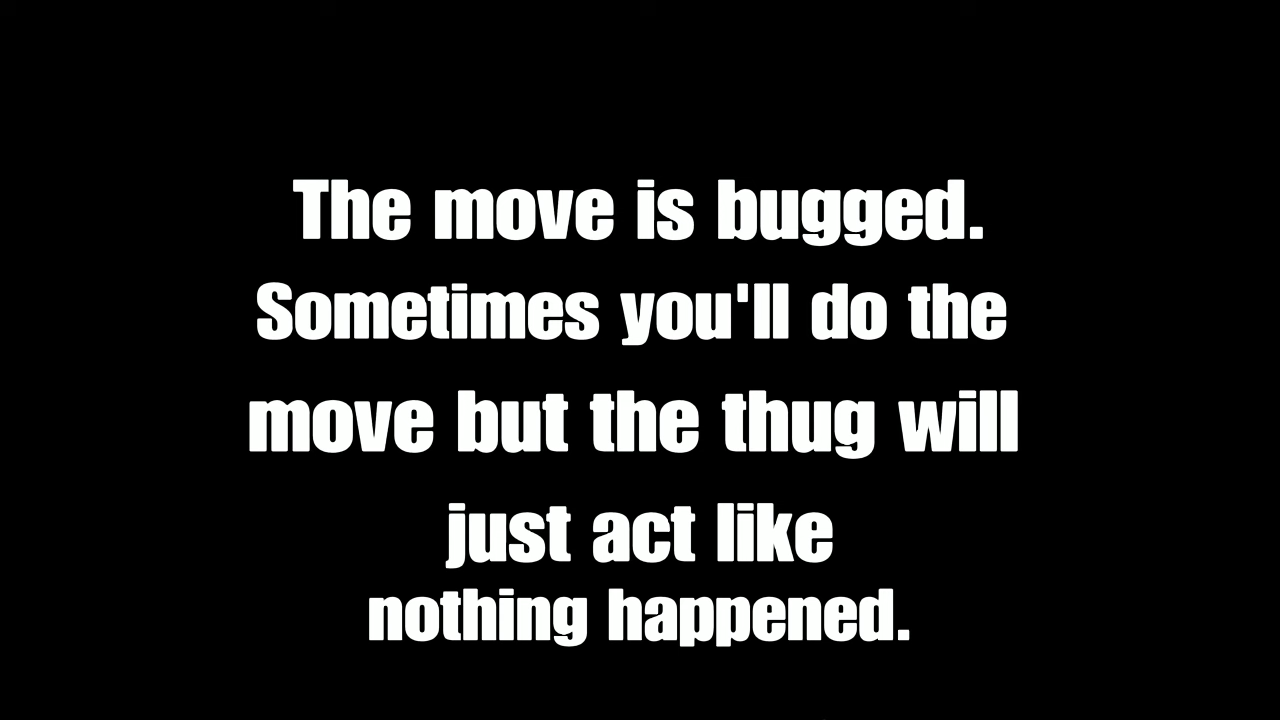 The move is bugged.
Sometimes you'll do the
move but the thug will
just act like
nothing happened.